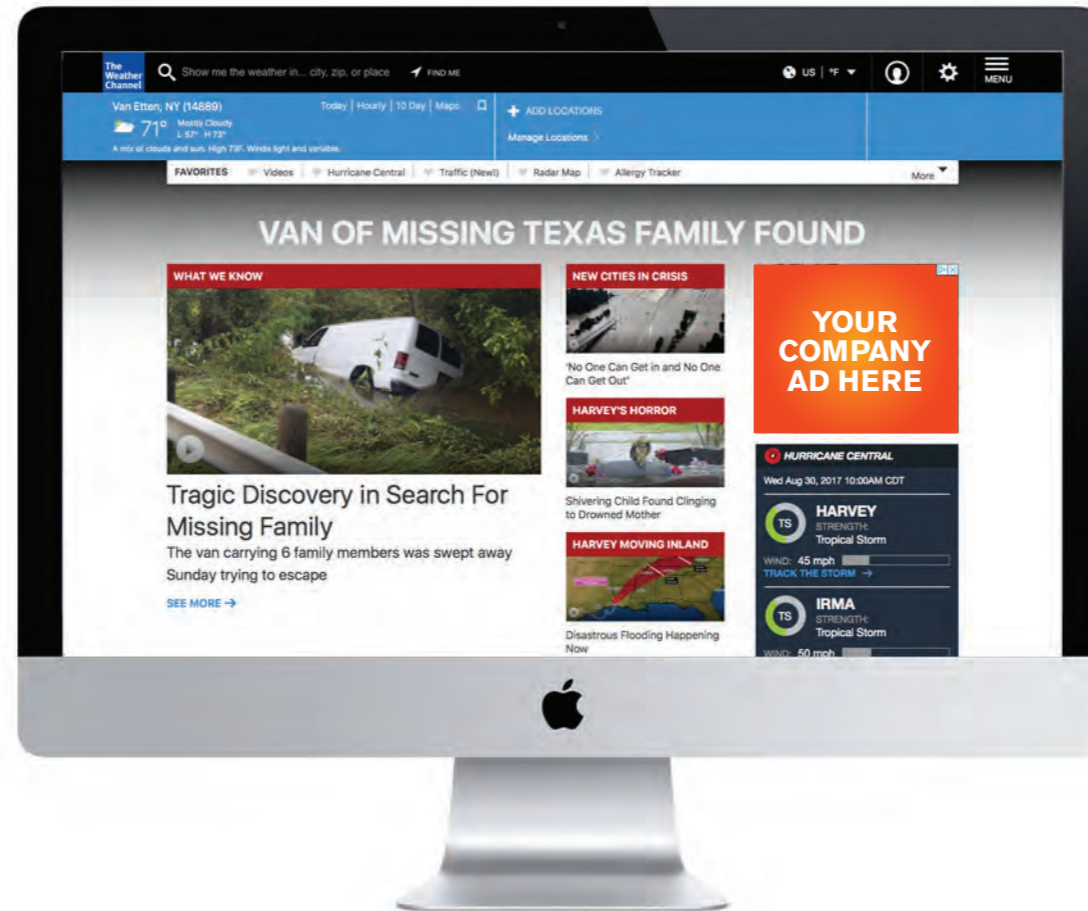 The
Weather
Channel
Show me the weather in... city, zip, or place
FIND ME
US | °F
MENU
Van Etten, NY (14889)
Today | Hourly | 10 Day | Maps
71°
Mostly Cloudy
L 57° H 73°
A mix of clouds and sun. High 73F. Winds light and variable.
+ ADD LOCATIONS
Manage Locations >
FAVORITES
Videos
Hurricane Central
Traffic (New!)
Radar Map
Allergy Tracker
More
VAN OF MISSING TEXAS FAMILY FOUND
WHAT WE KNOW
Tragic Discovery in Search For
Missing Family
The van carrying 6 family members was swept away
Sunday trying to escape
SEE MORE →
NEW CITIES IN CRISIS
'No One Can Get in and No One
Can Get Out'
HARVEY'S HORROR
Shivering Child Found Clinging
to Drowned Mother
HARVEY MOVING INLAND
Disastrous Flooding Happening
Now
YOUR
COMPANY
AD HERE
HURRICANE CENTRAL
Wed Aug 30, 2017 10:00AM CDT
TS
HARVEY
STRENGTH:
Tropical Storm
WIND: 45 mph
TRACK THE STORM →
TS
IRMA
STRENGTH:
Tropical Storm
WIND: 50 mph